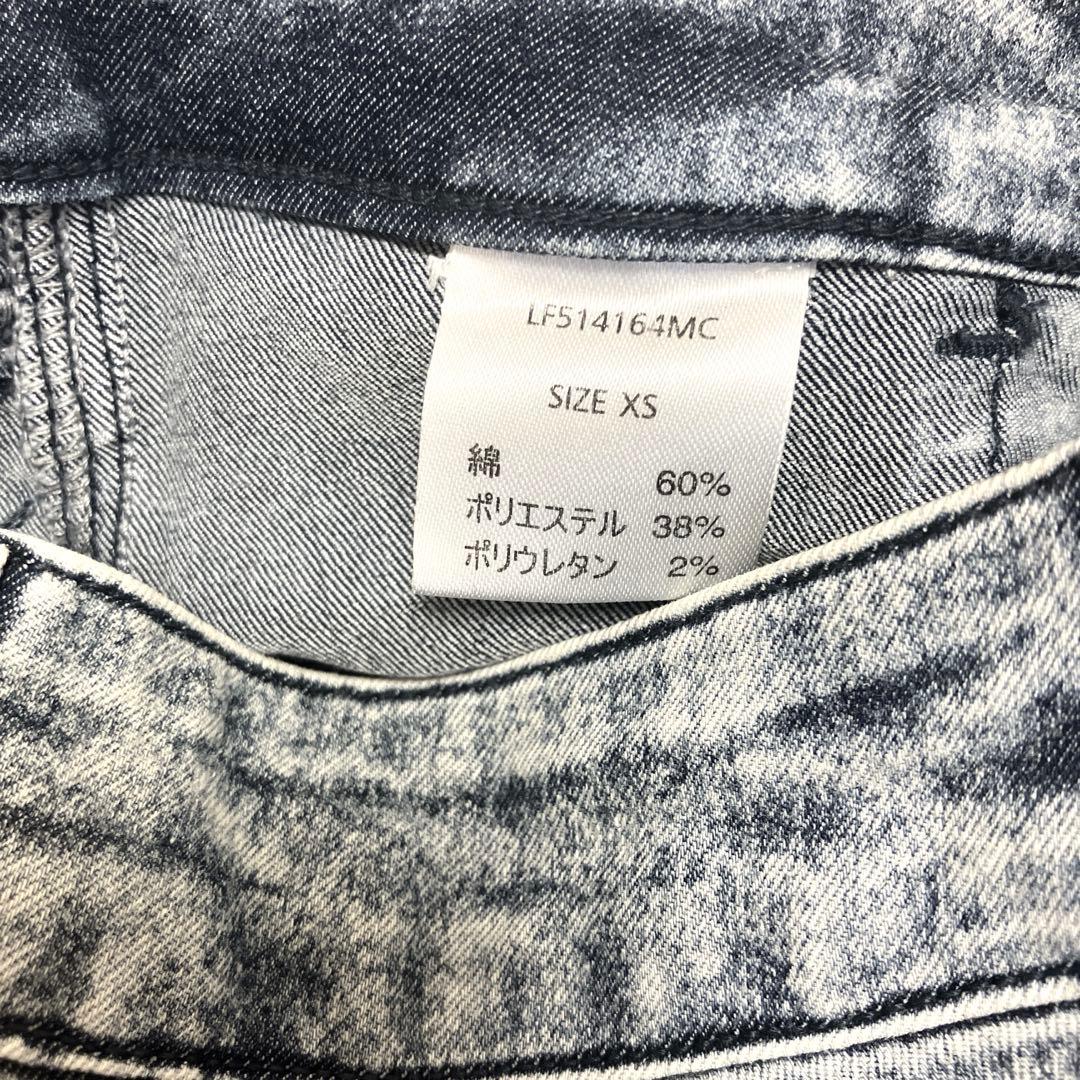 LF514164MC
SIZE XS
綿 60%
ポリエステル 38%
ポリウレタン 2%